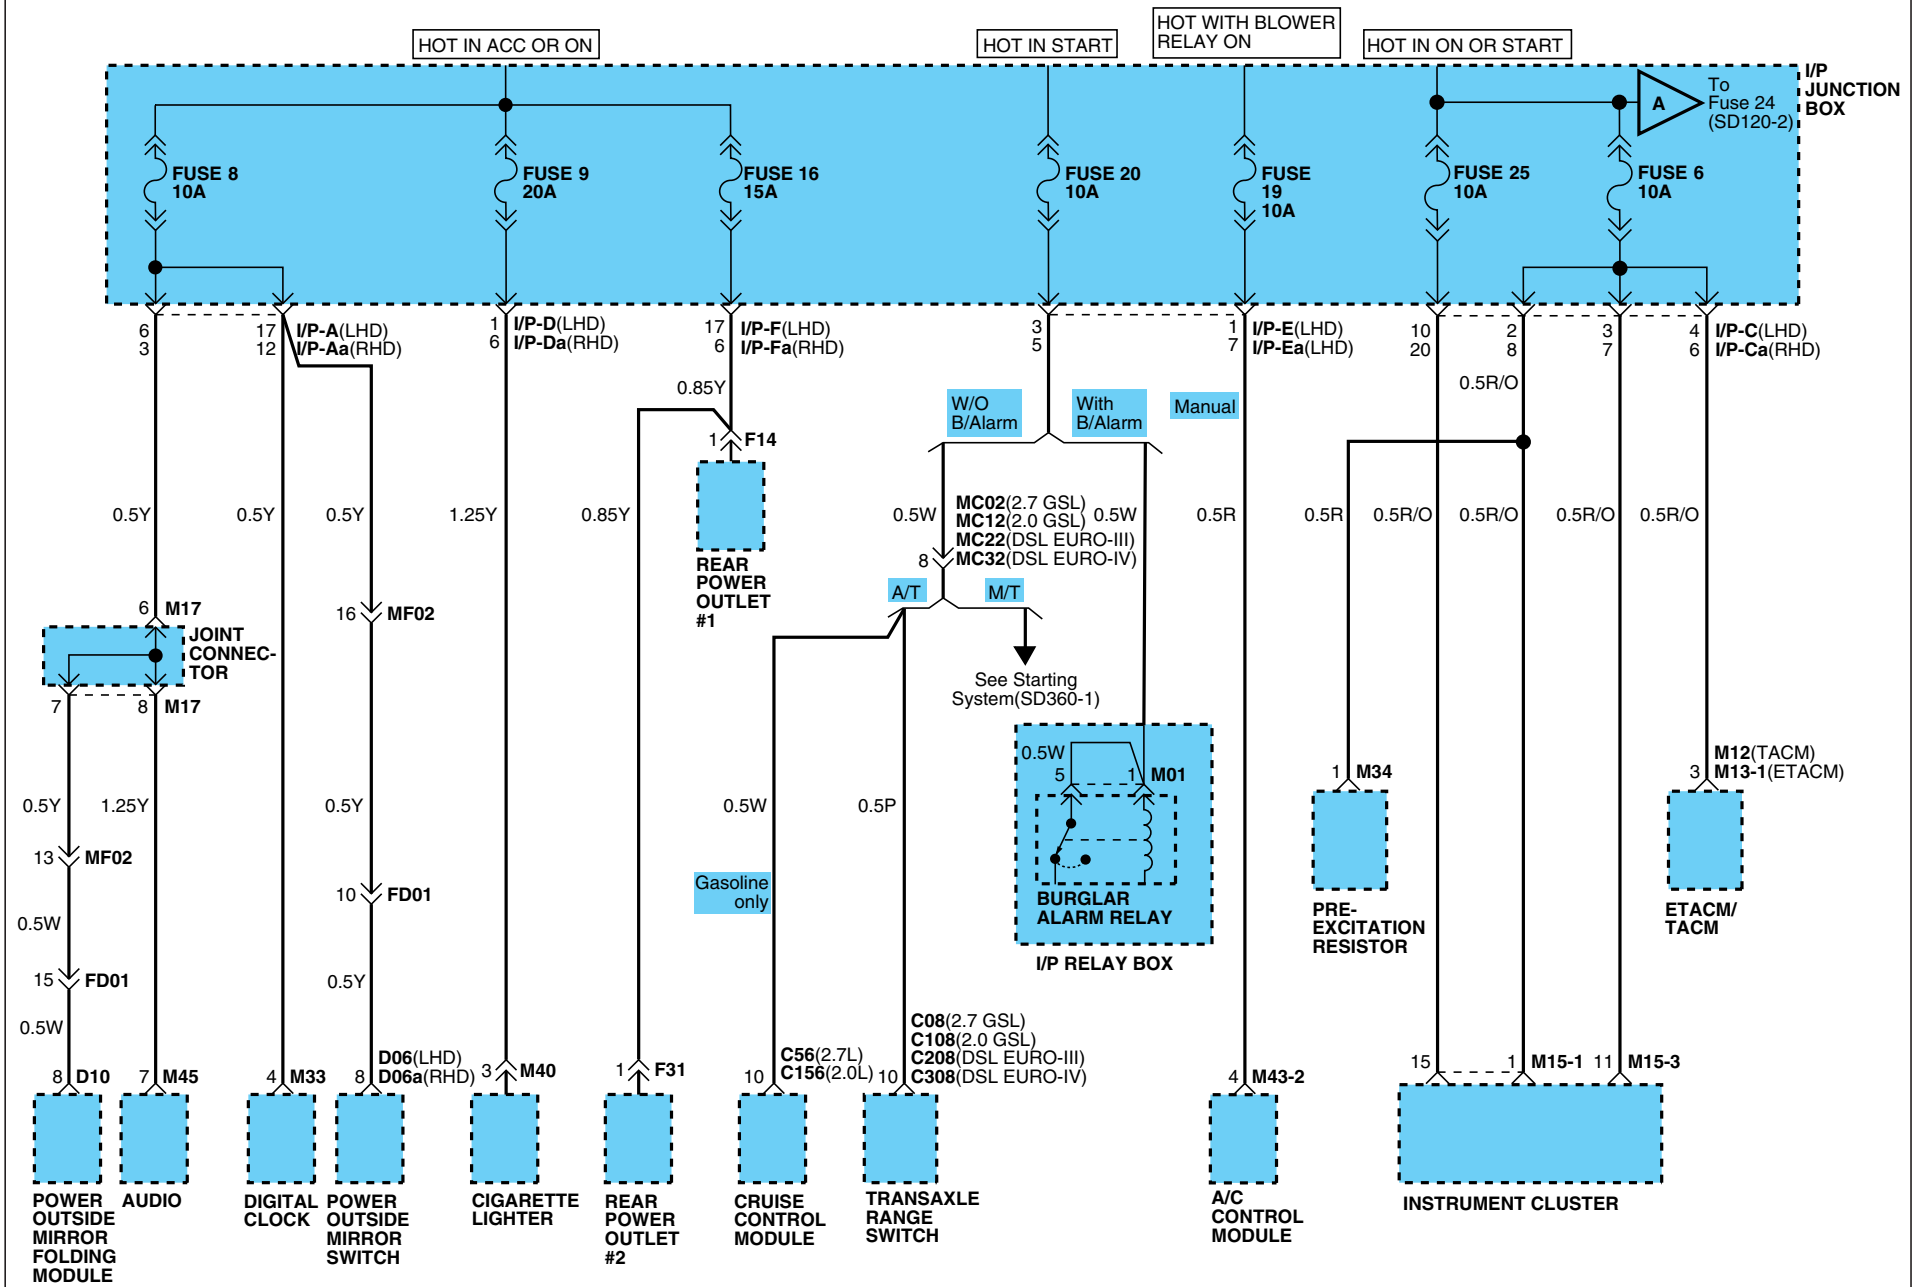 HOT IN ACC OR ON
HOT IN START
HOT WITH BLOWER
RELAY ON
HOT IN ON OR START
I/P
JUNCTION
BOX
A
To
Fuse 24
(SD120-2)
FUSE 8
10A
FUSE 9
20A
FUSE 16
15A
FUSE 20
10A
FUSE
19
10A
FUSE 25
10A
FUSE 6
10A
6
3
17
12
I/P-A(LHD)
I/P-Aa(RHD)
1
6
I/P-D(LHD)
I/P-Da(RHD)
17
6
I/P-F(LHD)
I/P-Fa(RHD)
3
5
1
7
I/P-E(LHD)
I/P-Ea(LHD)
10
20
2
8
3
7
4
6
I/P-C(LHD)
I/P-Ca(RHD)
0.85Y
0.5R/O
W/O
B/Alarm
With
B/Alarm
Manual
1
F14
REAR
POWER
OUTLET
#1
0.5Y
0.5Y
0.5Y
1.25Y
0.85Y
0.5W
MC02(2.7 GSL)
MC12(2.0 GSL)
MC22(DSL EURO-III)
MC32(DSL EURO-IV)
8
0.5W
0.5R
0.5R
0.5R/O
0.5R/O
0.5R/O
0.5R/O
A/T
M/T
6
M17
16
MF02
JOINT
CONNEC-
TOR
7
8
M17
See Starting
System(SD360-1)
0.5W
5
1
M01
1
M34
M12(TACM)
3
M13-1(ETACM)
0.5Y
1.25Y
0.5Y
0.5W
0.5P
13
MF02
Gasoline
only
10
FD01
BURGLAR
ALARM RELAY
I/P RELAY BOX
PRE-
EXCITATION
RESISTOR
ETACM/
TACM
0.5W
15
FD01
0.5Y
0.5W
8
D10
7
M45
4
M33
8
D06(LHD)
D06a(RHD)
3
M40
1
F31
10
C56(2.7L)
C156(2.0L)
10
C08(2.7 GSL)
C108(2.0 GSL)
C208(DSL EURO-III)
C308(DSL EURO-IV)
4
M43-2
15
1
M15-1
11
M15-3
POWER
OUTSIDE
MIRROR
FOLDING
MODULE
AUDIO
DIGITAL
CLOCK
POWER
OUTSIDE
MIRROR
SWITCH
CIGARETTE
LIGHTER
REAR
POWER
OUTLET
#2
CRUISE
CONTROL
MODULE
TRANSAXLE
RANGE
SWITCH
A/C
CONTROL
MODULE
INSTRUMENT CLUSTER